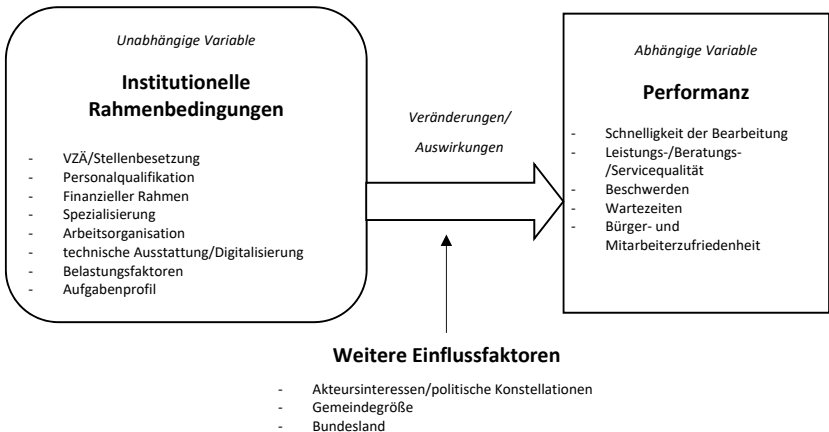 Unabhängige Variable
Institutionelle
Rahmenbedingungen
- VZÄ/Stellenbesetzung
- Personalqualifikation
- Finanzieller Rahmen
- Spezialisierung
- Arbeitsorganisation
- technische Ausstattung/Digitalisierung
- Belastungsfaktoren
- Aufgabenprofil
Veränderungen/
Auswirkungen
Abhängige Variable
Performanz
- Schnelligkeit der Bearbeitung
- Leistungs-/Beratungs-
/Servicequalität
- Beschwerden
- Wartezeiten
- Bürger- und
Mitarbeiterzufriedenheit
Weitere Einflussfaktoren
- Akteursinteressen/politische Konstellationen
- Gemeindegröße
- Bundesland